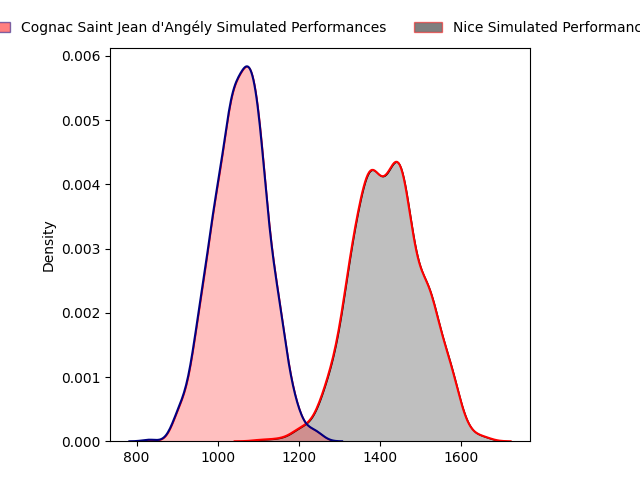 Cognac Saint Jean d'Angély Simulated Performances
Nice Simulated Performanc
0.006
0.005
0.004
0.003
0.002
0.001
0.000
Density
800 1000 1200 1400 1600